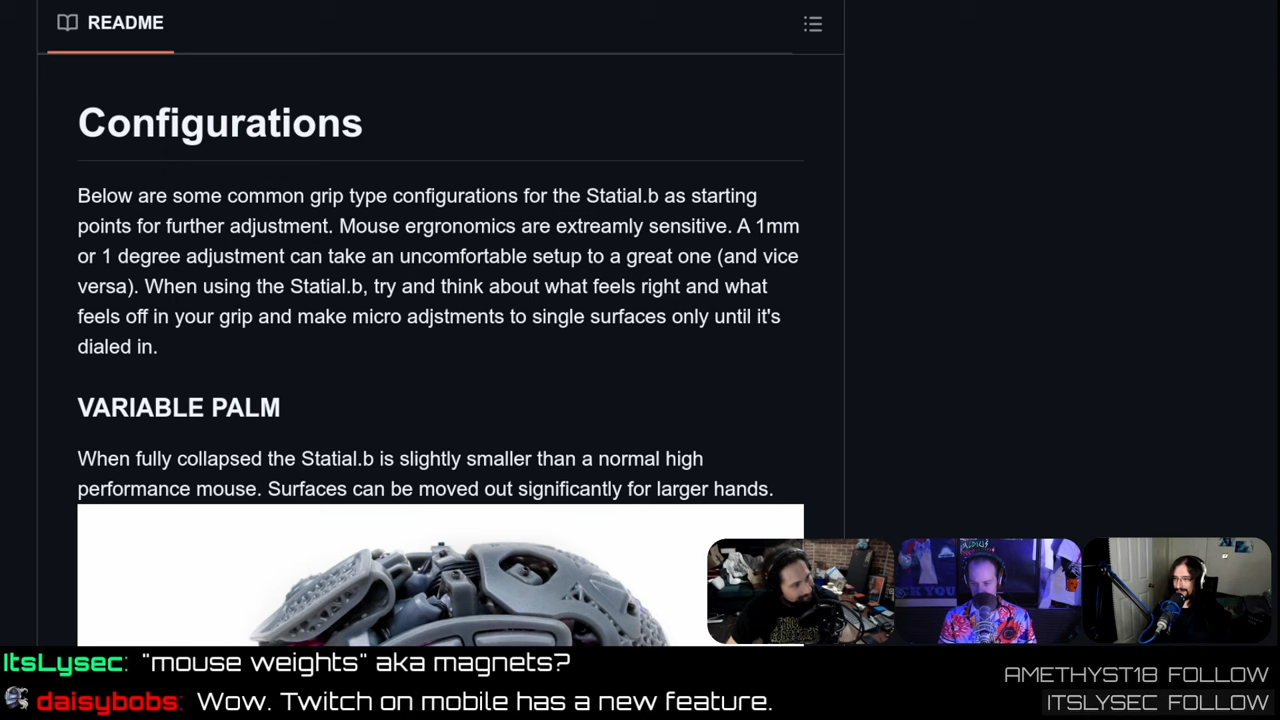 README
Configurations
Below are some common grip type configurations for the Statial.b as starting
points for further adjustment. Mouse ergronomics are extreamly sensitive. A 1mm
or 1 degree adjustment can take an uncomfortable setup to a great one (and vice
versa). When using the Statial.b, try and think about what feels right and what
feels off in your grip and make micro adjstments to single surfaces only until it's
dialed in.
VARIABLE PALM
When fully collapsed the Statial.b is slightly smaller than a normal high
performance mouse. Surfaces can be moved out significantly for larger hands.
ItsLysec: "mouse weights" aka magnets?
daisybobs: Wow. Twitch on mobile has a new feature.
AMETHYST18 FOLLOW
ITSLYSEC FOLLOW